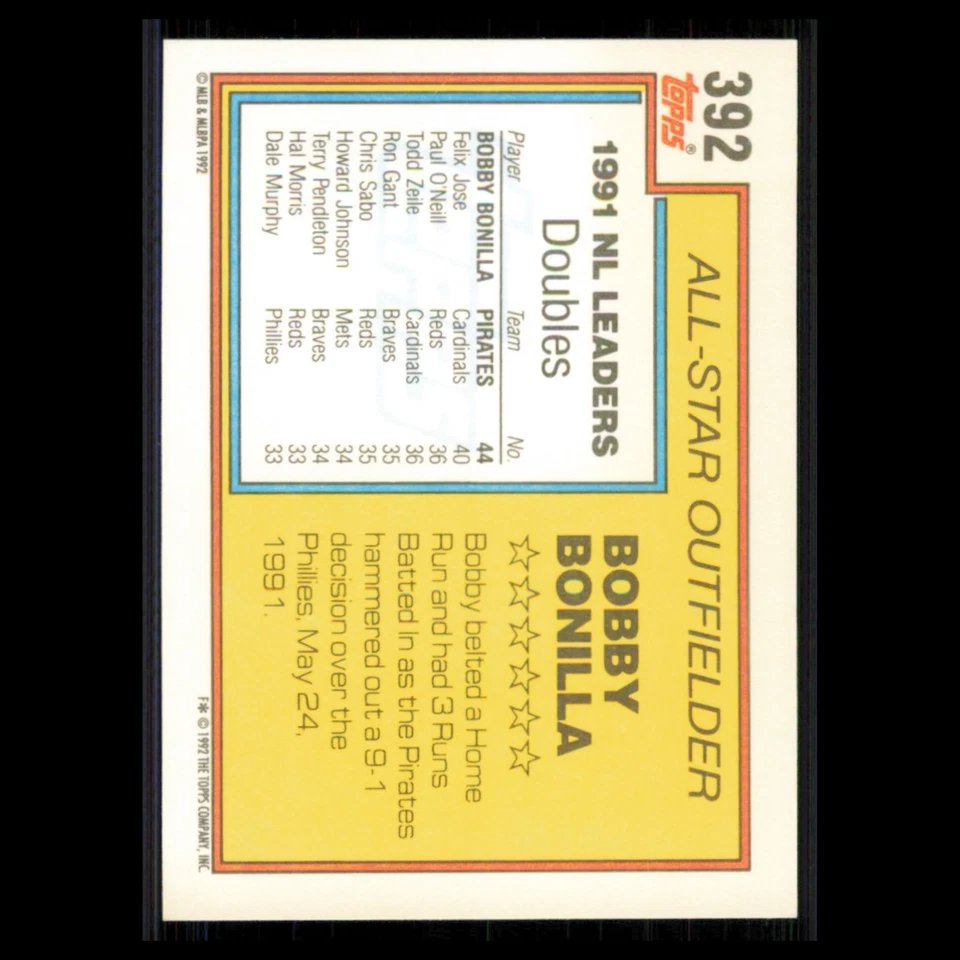 392
topps®
ALL-STAR OUTFIELDER
1991 NL LEADERS
Doubles
Player Team No.
BOBBY BONILLA PIRATES 44
Felix Jose Cardinals 40
Paul O'Neill Reds 36
Todd Zeile Cardinals 36
Ron Gant Braves 35
Chris Sabo Reds 35
Howard Johnson Mets 34
Terry Pendleton Braves 34
Hal Morris Reds 33
Dale Murphy Phillies 33
BOBBY
BONILLA
Bobby belted a Home
Run and had 3 Runs
Batted In as the Pirates
hammered out a 9-1
decision over the
Phillies, May 24,
1991.
© MLB & MLBPA 1992
F✻ © 1992 THE TOPPS COMPANY, INC.